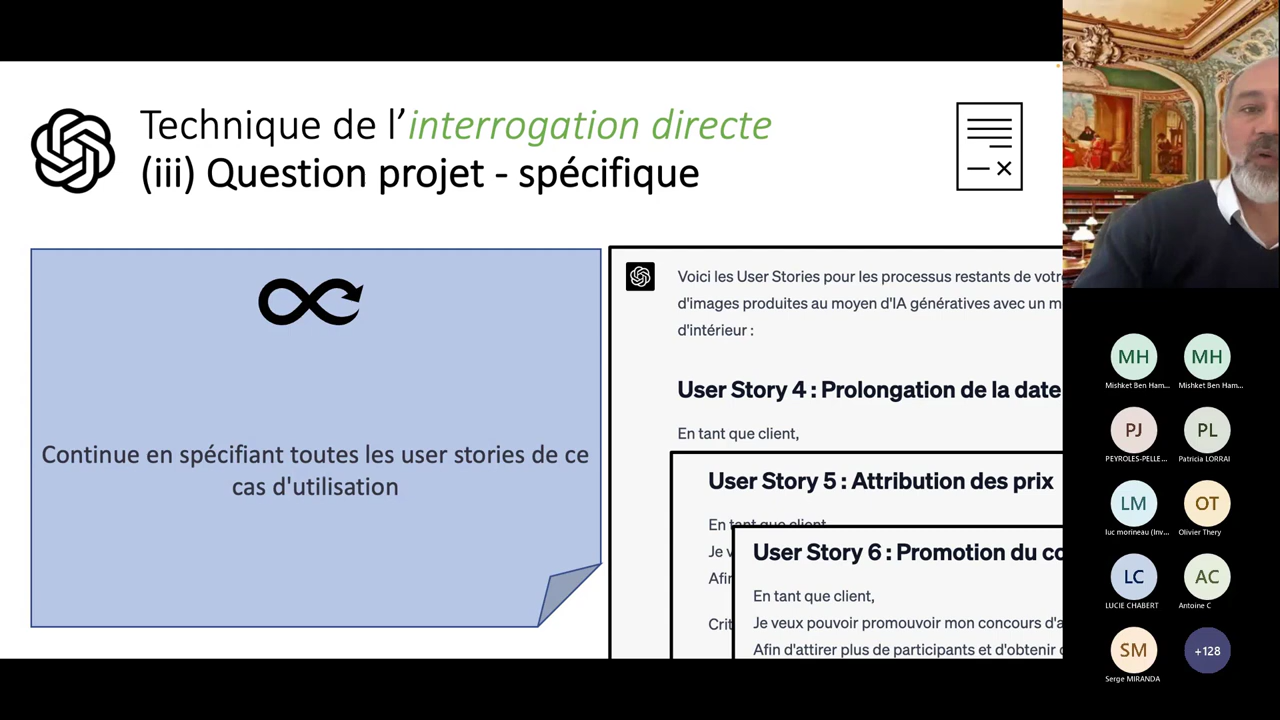 Technique de l’interrogation directe
(iii) Question projet - spécifique
Continue en spécifiant toutes les user stories de ce
cas d'utilisation
Voici les User Stories pour les processus restants de
d'images produites au moyen d'IA génératives avec un
d'intérieur :
User Story 4 : Prolongation de la date
En tant que client,
User Story 5 : Attribution des prix
En tant que client,
Je
User Story 6 : Promotion du
En tant que client,
Je veux pouvoir promouvoir mon concours
Afin d'attirer plus de participants et d'obtenir
MH
MH
Mishket Ben Ham...
Mishket Ben Ham...
PJ
PL
PEYROLES-PELLE...
Patricia LORRAI
LM
OT
luc morineau (Inv...
Olivier Thery
LC
AC
LUCIE CHABERT
Antoine C
SM
+128
Serge MIRANDA